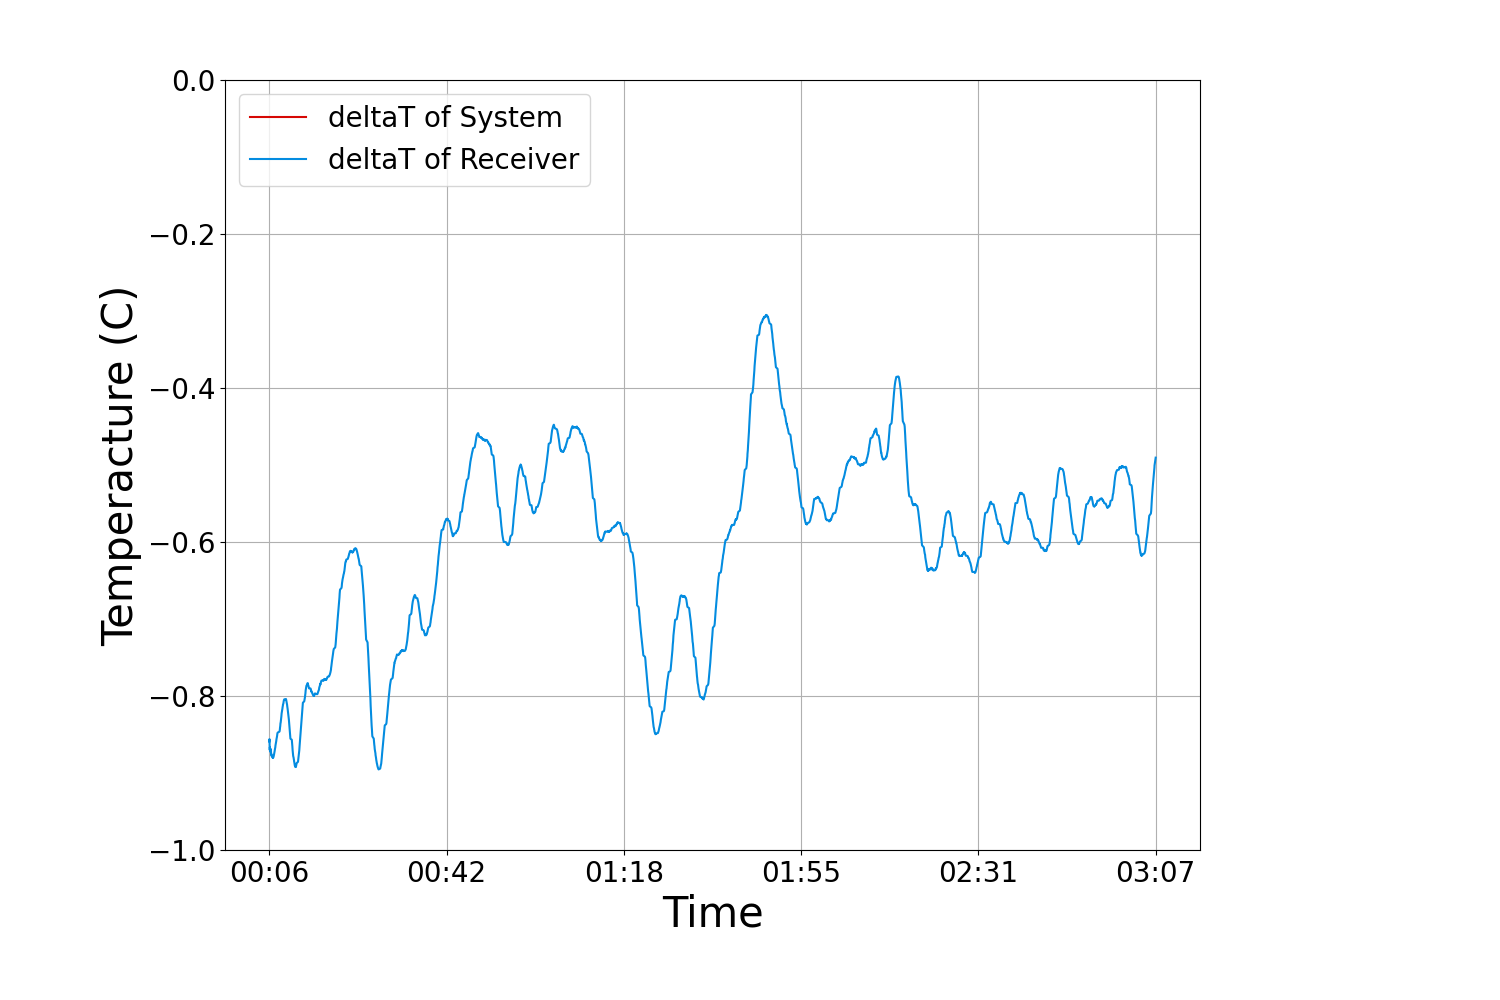 0.0
deltaT of System
deltaT of Receiver
−0.2
−0.4
−0.6
−0.8
−1.0
Temperacture (C)
00:06 00:42 01:18 01:55 02:31 03:07
Time